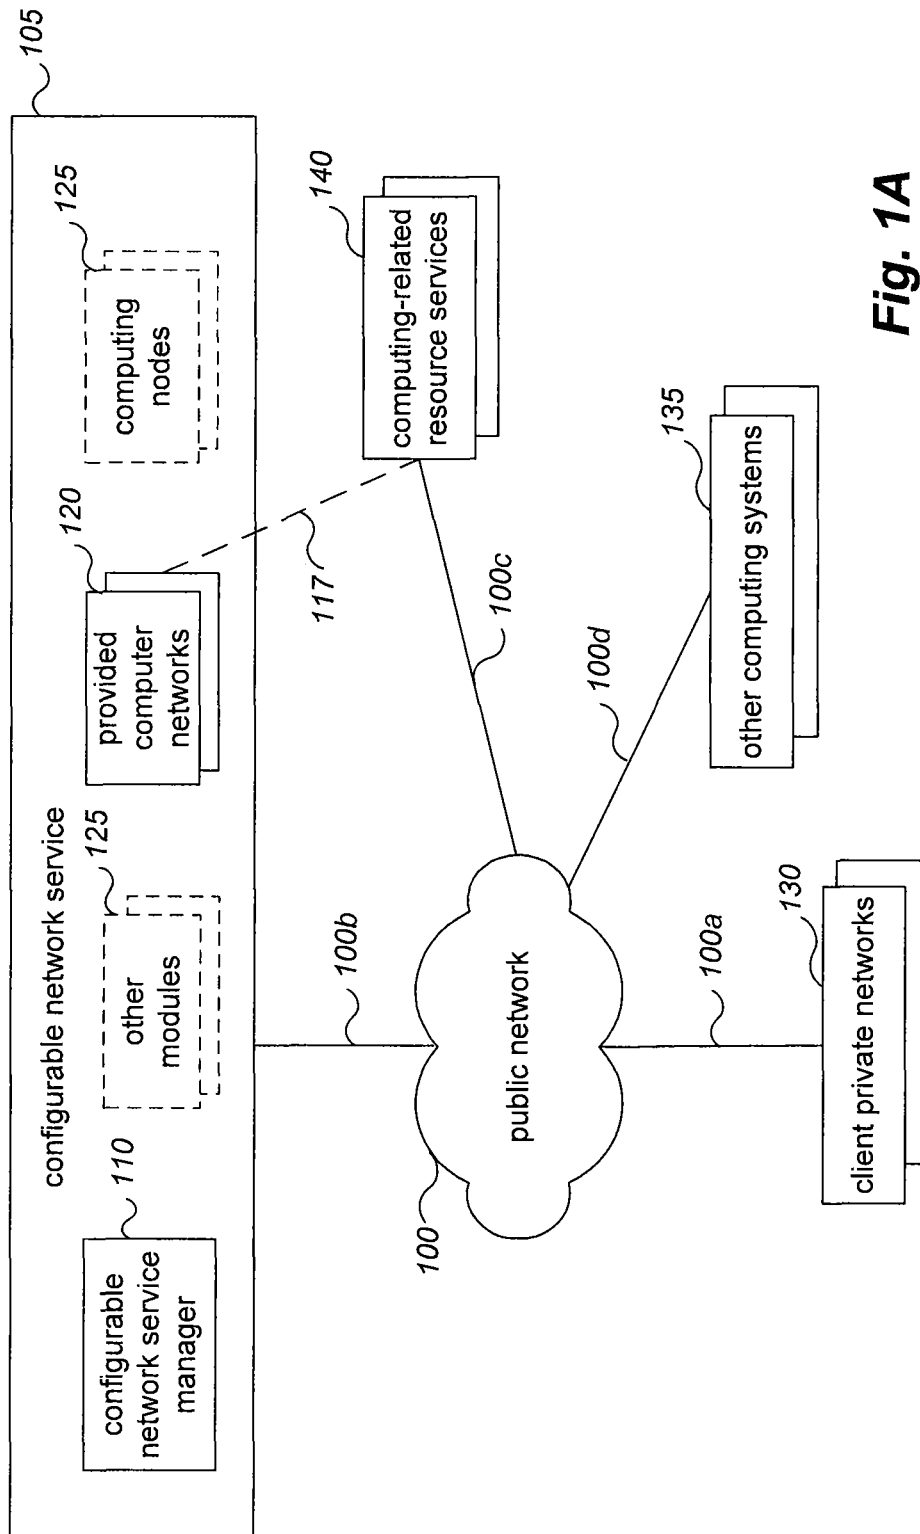 105
configurable network service
110
configurable
network service
manager
125
other
modules
120
provided
computer
networks
125
computing
nodes
100b
117
140
computing-related
resource services
100c
100
public network
100d
100a
130
client private networks
135
other computing systems
Fig. 1A